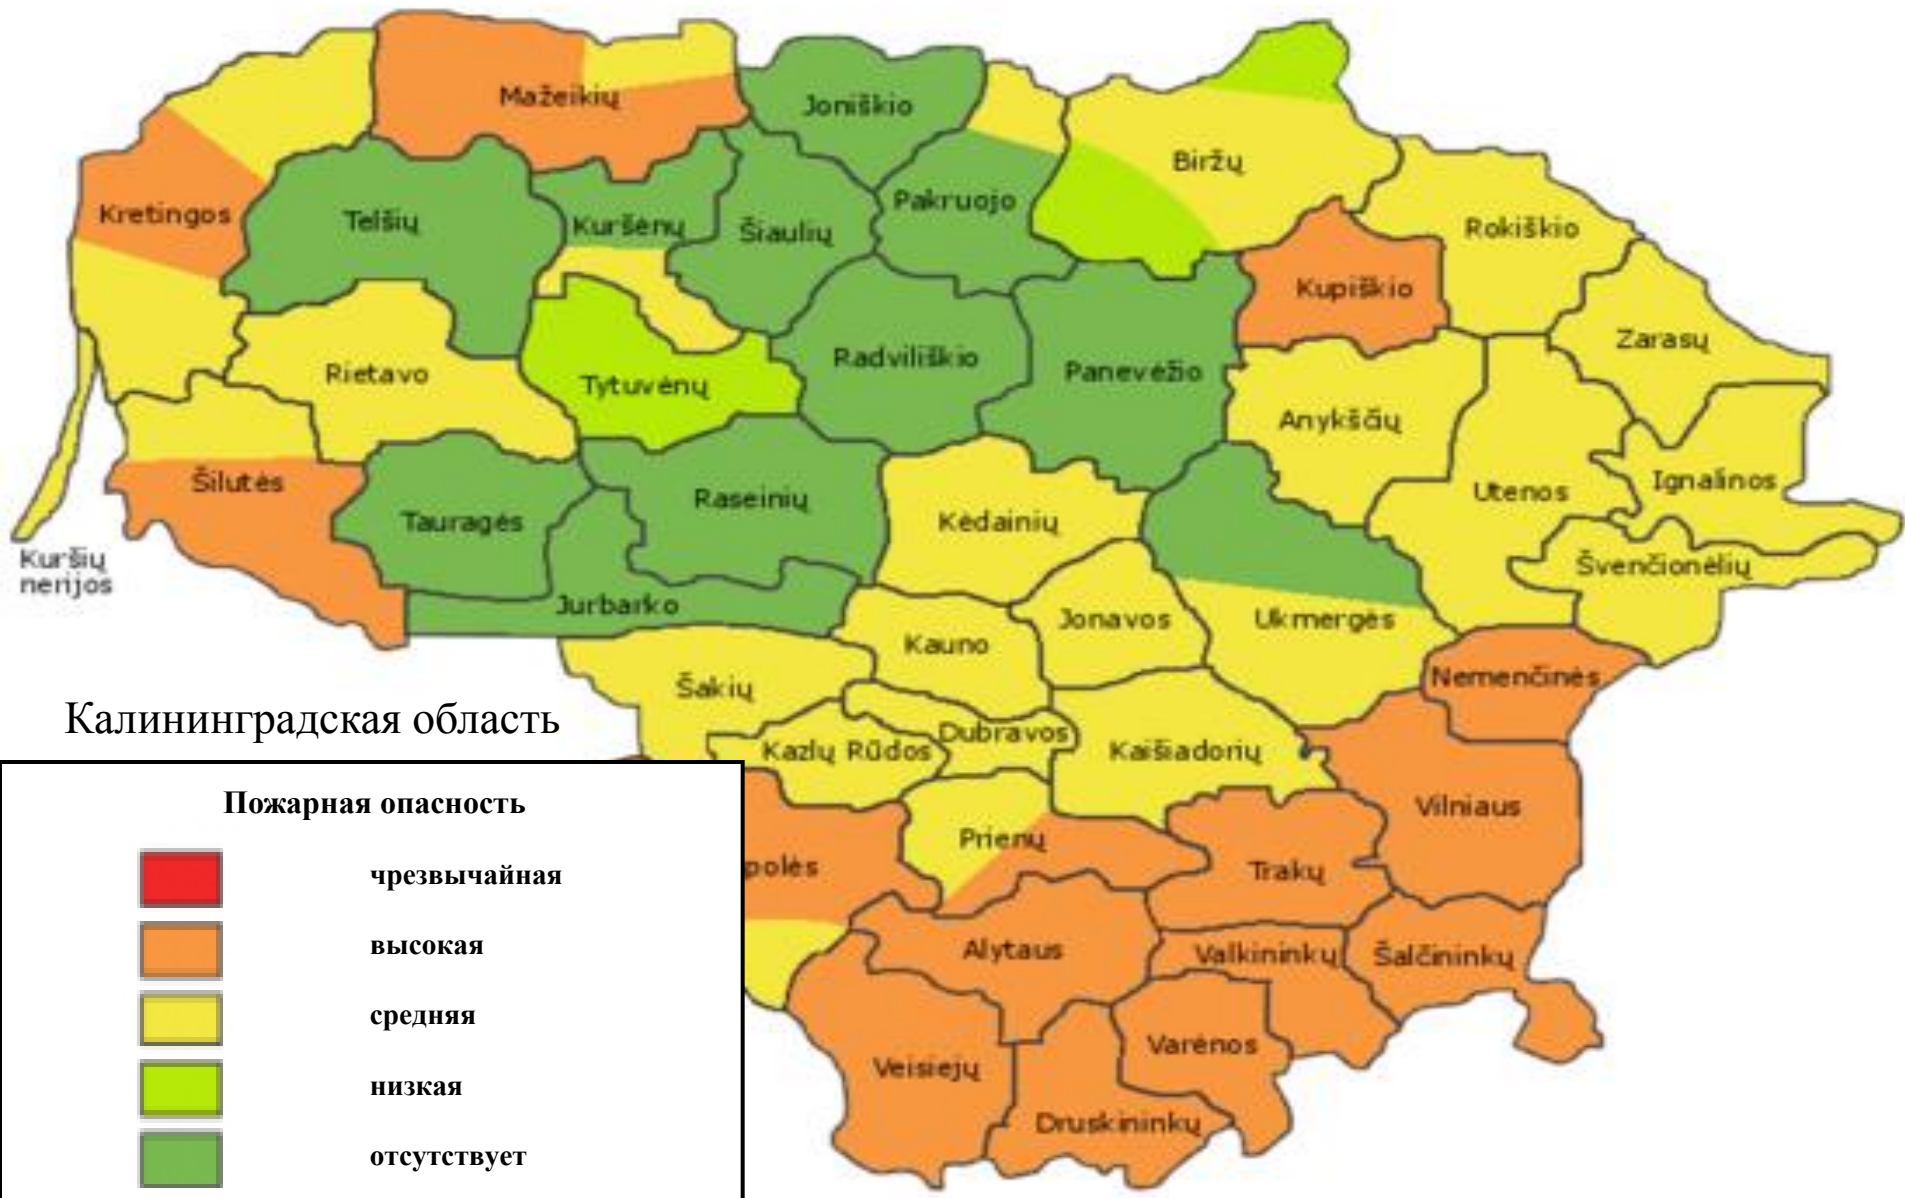 Mažeikių
Joniškio
Biržų
Kretingos
Telšių
Kuršėnų
Šiaulių
Pakruojo
Rokiškio
Kupiškio
Zarasų
Rietavo
Tytuvėnų
Radviliškio
Panevėžio
Anykščių
Šilutės
Tauragės
Raseinių
Kėdainių
Utenos
Ignalinos
Kuršių
nerijos
Jurbarko
Kauno
Jonavos
Ukmergės
Švenčionėlių
Šakių
Nemenčinės
Калининградская область
Kazlų Rūdos
Dubravos
Kaišiadorių
Vilniaus
Prienų
polės
Trakų
Alytaus
Valkininkų
Šalčininkų
Veisiejų
Varėnos
Druskininkų
Пожарная опасность
чрезвычайная
высокая
средняя
низкая
отсутствует